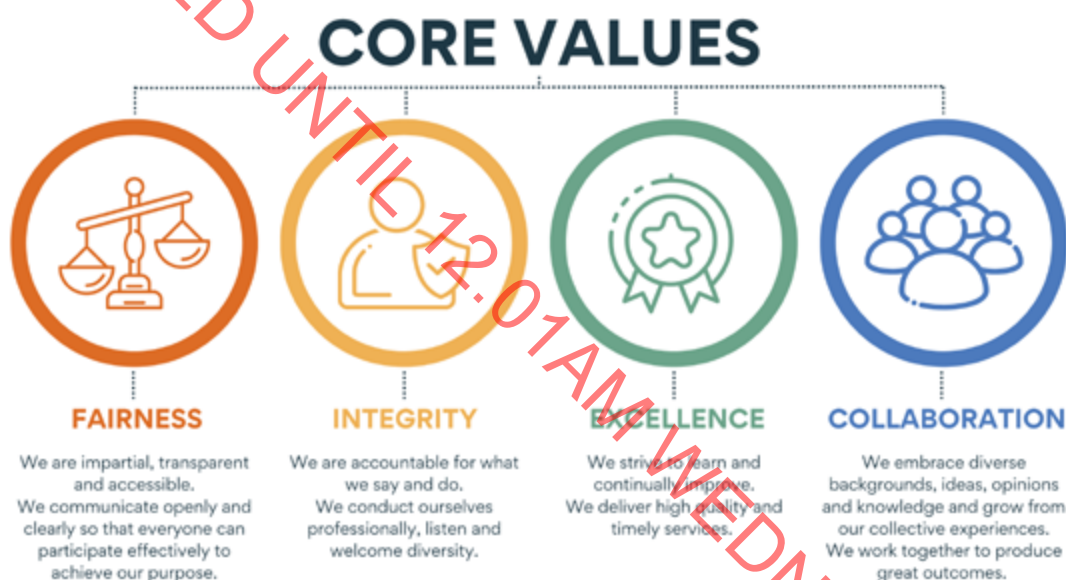 CORE VALUES
FAIRNESS
We are impartial, transparent
and accessible.
We communicate openly and
clearly so that everyone can
participate effectively to
achieve our purpose.
INTEGRITY
We are accountable for what
we say and do.
We conduct ourselves
professionally, listen and
welcome diversity.
EXCELLENCE
We strive to learn and
continually improve.
We deliver high quality and
timely services.
COLLABORATION
We embrace diverse
backgrounds, ideas, opinions
and knowledge and grow from
our collective experiences.
We work together to produce
great outcomes.
UNTIL 12.01AM